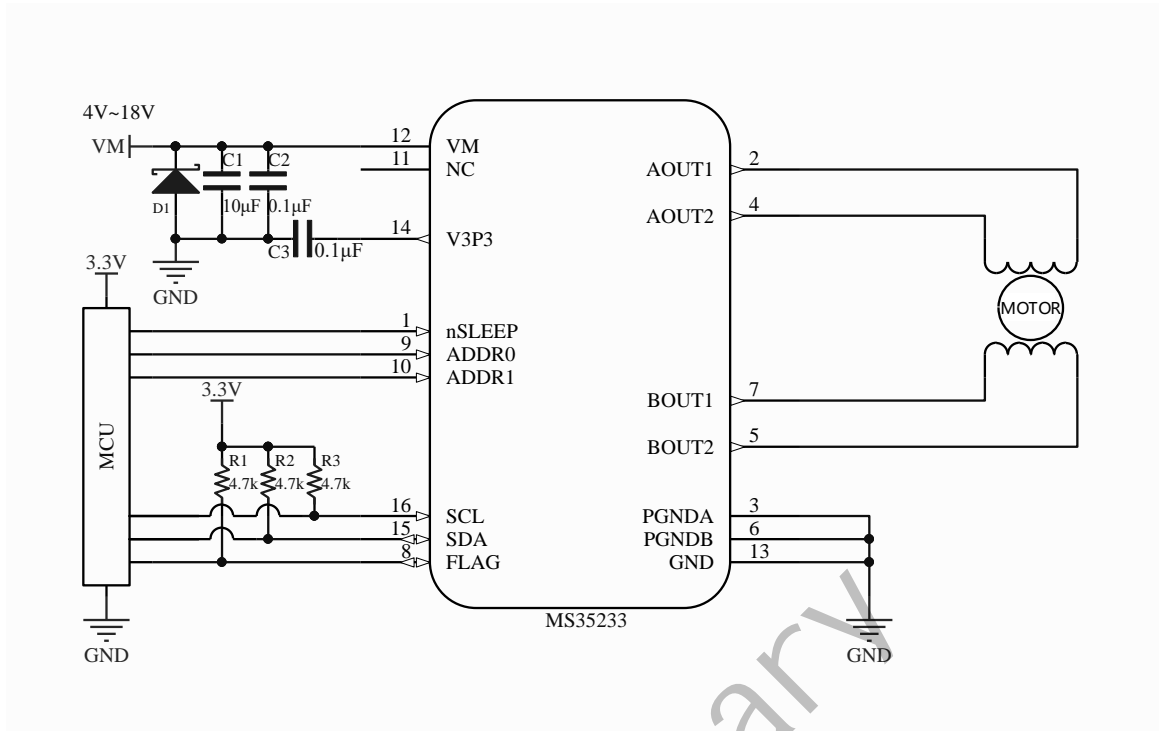 4V~18V
VM
C1
C2
D1
10μF
0.1μF
C3
0.1μF
GND
3.3V
MCU
GND
3.3V
R1
4.7k
R2
4.7k
R3
4.7k
12 VM
11 NC
14 V3P3
1 nSLEEP
9 ADDR0
10 ADDR1
16 SCL
15 SDA
8 FLAG
AOUT1 2
AOUT2 4
BOUT1 7
BOUT2 5
PGNDA 3
PGNDB 6
GND 13
MS35233
MOTOR
GND
ary